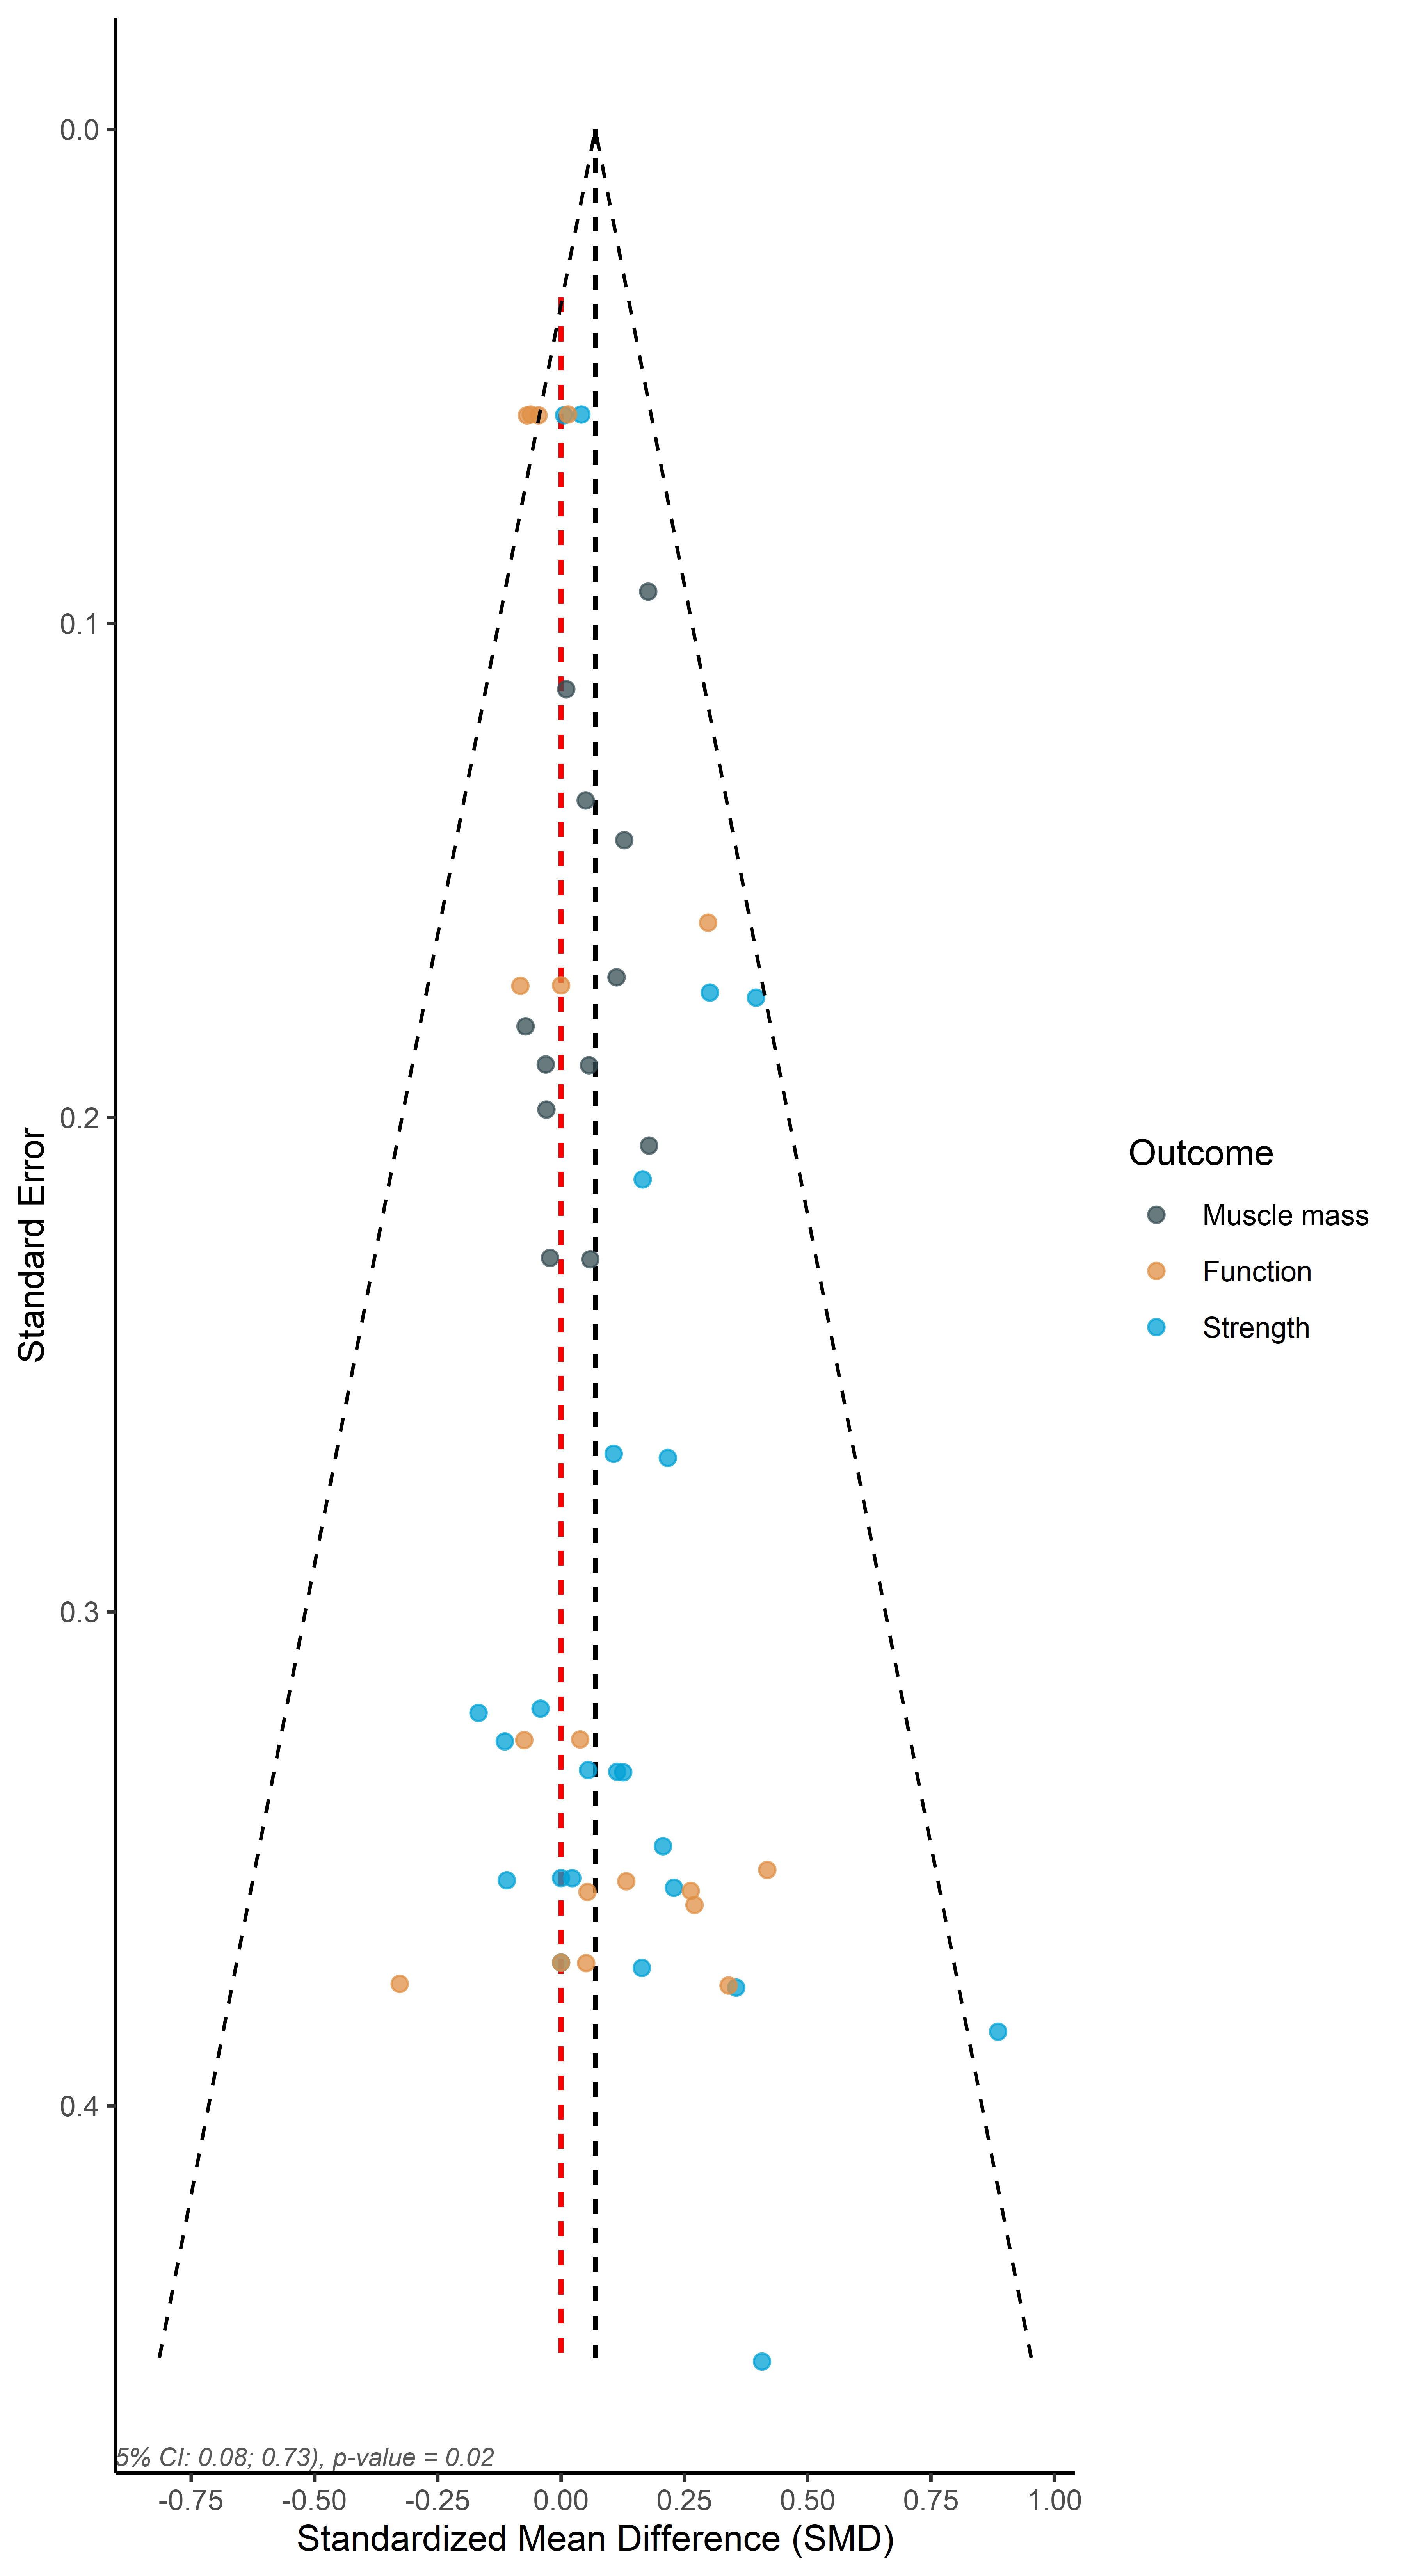 0.0
0.1
0.2
0.3
0.4
Standard Error
Outcome
Muscle mass
Function
Strength
5% CI: 0.08; 0.73), p-value = 0.02
-0.75 -0.50 -0.25 0.00 0.25 0.50 0.75 1.00
Standardized Mean Difference (SMD)